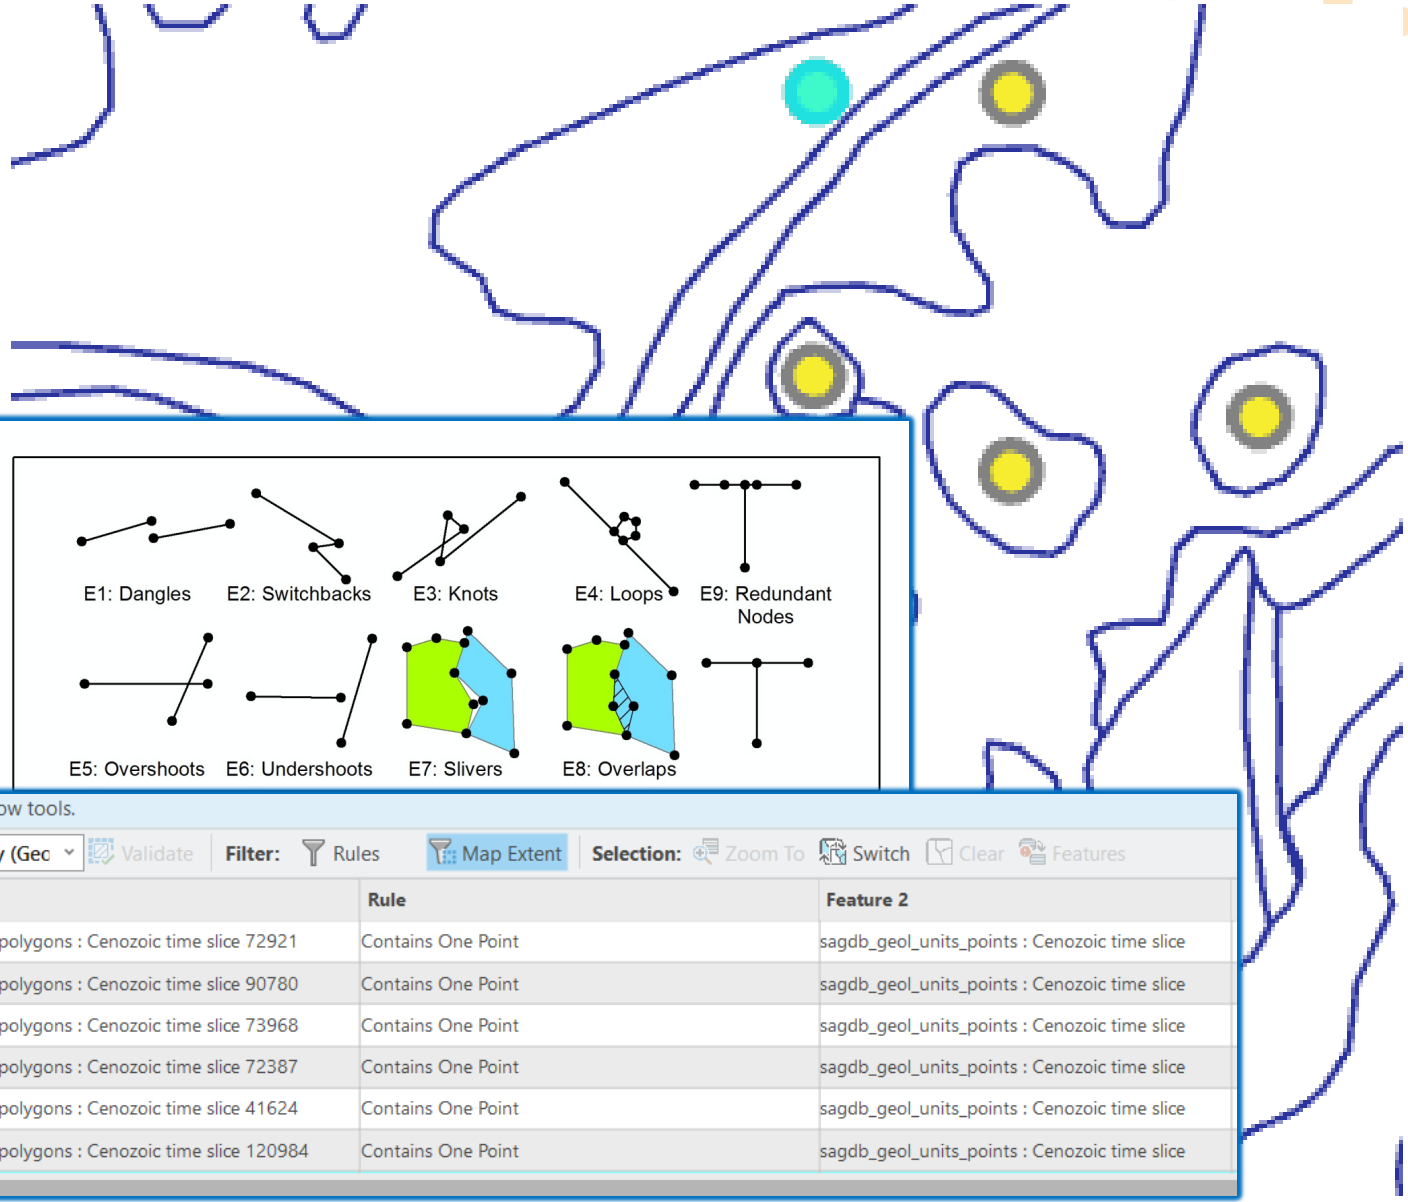 E1: Dangles E2: Switchbacks E3: Knots E4: Loops E9: Redundant
Nodes
E5: Overshoots E6: Undershoots E7: Slivers E8: Overlaps
ow tools.
y (Geo Validate Filter: Rules Map Extent Selection: Zoom To Switch Clear Features
Rule Feature 2
polygons : Cenozoic time slice 72921 Contains One Point sagdb_geol_units_points : Cenozoic time slice
polygons : Cenozoic time slice 90780 Contains One Point sagdb_geol_units_points : Cenozoic time slice
polygons : Cenozoic time slice 73968 Contains One Point sagdb_geol_units_points : Cenozoic time slice
polygons : Cenozoic time slice 72387 Contains One Point sagdb_geol_units_points : Cenozoic time slice
polygons : Cenozoic time slice 41624 Contains One Point sagdb_geol_units_points : Cenozoic time slice
polygons : Cenozoic time slice 120984 Contains One Point sagdb_geol_units_points : Cenozoic time slice